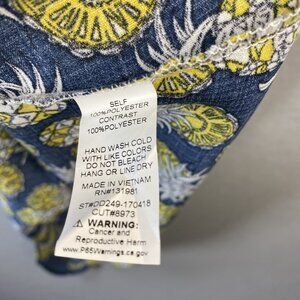 SELF
100%POLYESTER
CONTRAST
100%POLYESTER
HAND WASH COLD
WITH LIKE COLORS
DO NOT BLEACH
HANG OR LINE DRY
MADE IN VIETNAM
RN#131981
ST#DD249-170418
CUT#8973
⚠ WARNING:
Cancer and
Reproductive Harm
www.P65Warnings.ca.gov